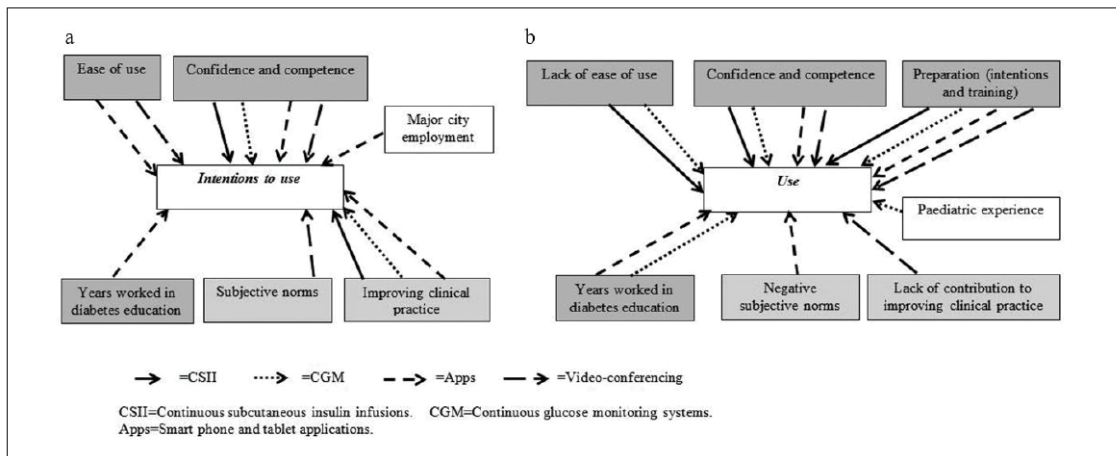 a
Ease of use
Confidence and competence
Major city
employment
Intentions to use
Years worked in
diabetes education
Subjective norms
Improving clinical
practice
b
Lack of ease of use
Confidence and competence
Preparation (intentions
and training)
Use
Paediatric experience
Years worked in
diabetes education
Negative
subjective norms
Lack of contribution to
improving clinical practice
=CSII =CGM =Apps =Video-conferencing
CSII=Continuous subcutaneous insulin infusions. CGM=Continuous glucose monitoring systems.
Apps=Smart phone and tablet applications.